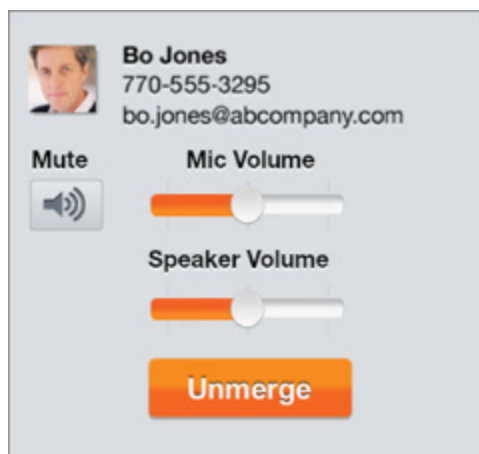 Bo Jones
770-555-3295
bo.jones@abcompany.com
Mute
Mic Volume
Speaker Volume
Unmerge